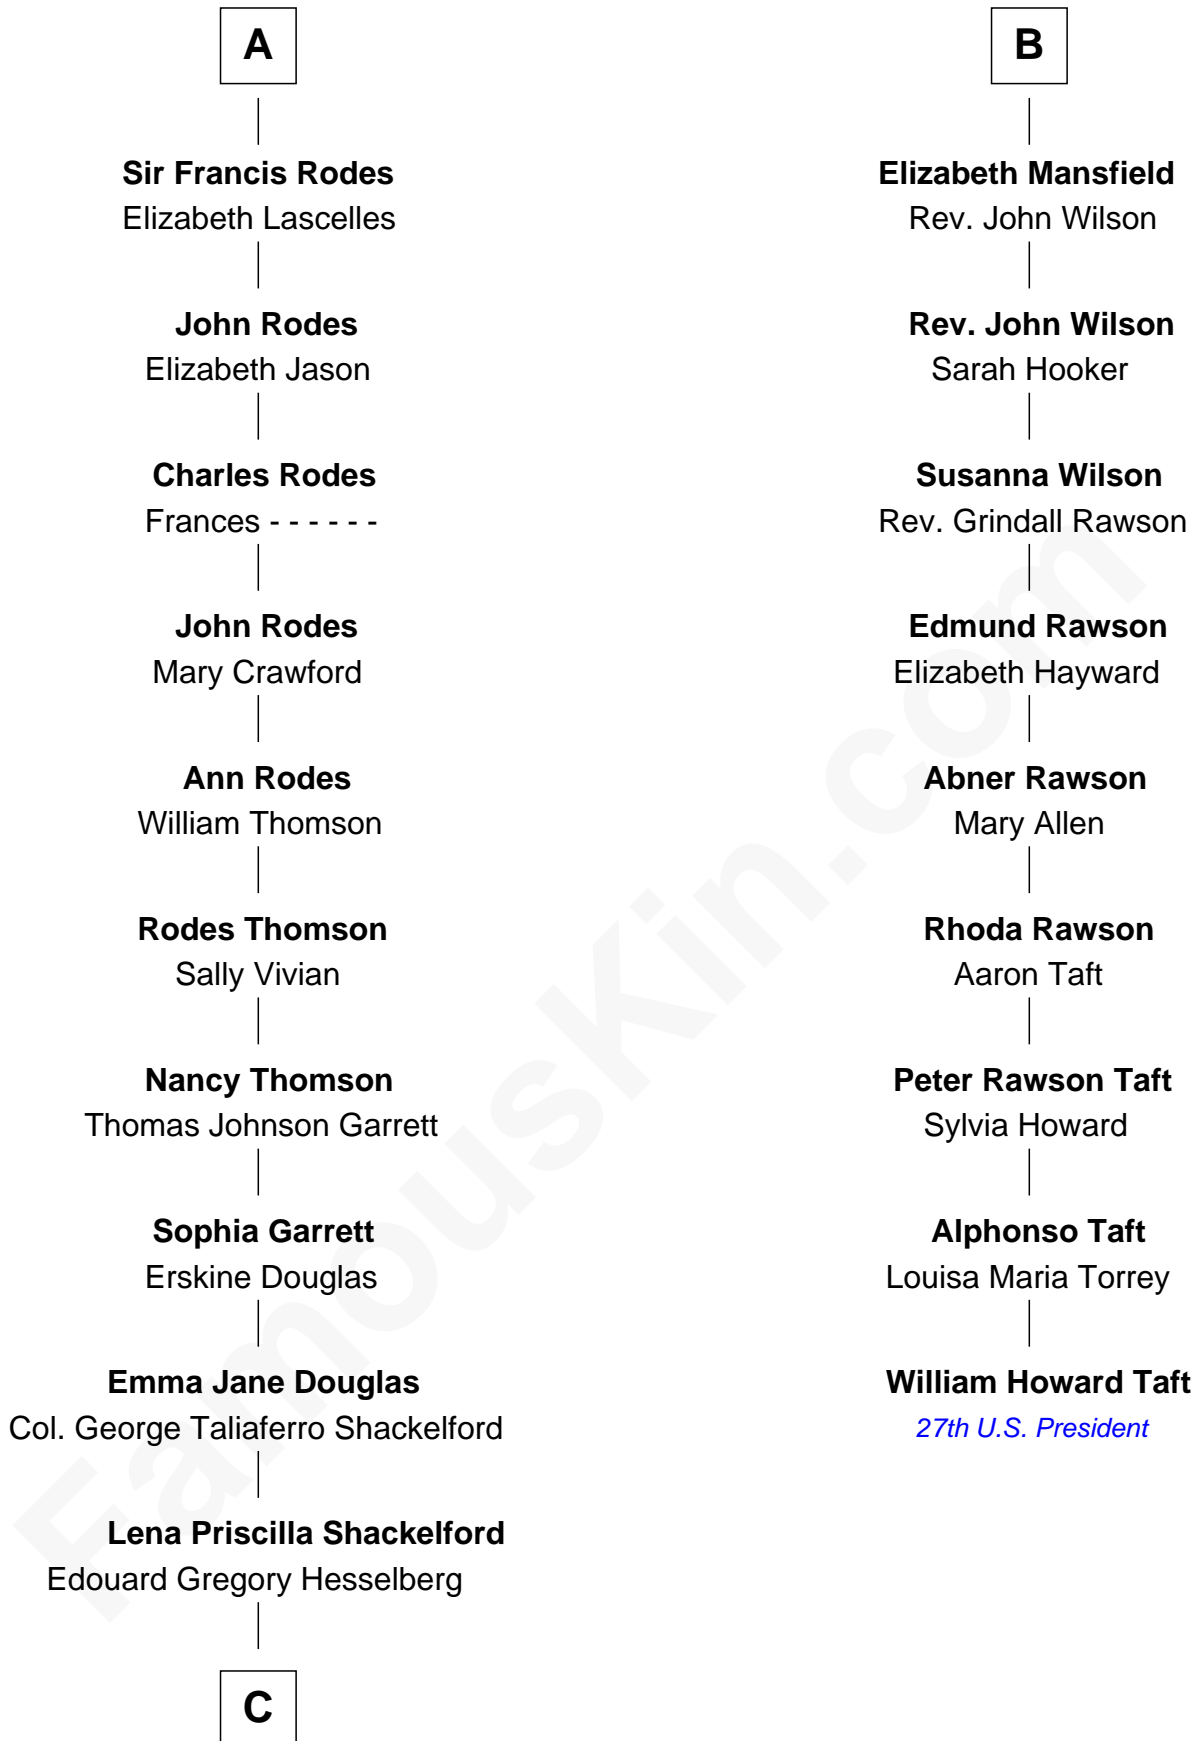 A
Sir Francis Rodes
Elizabeth Lascelles
John Rodes
Elizabeth Jason
Charles Rodes
Frances - - - - - -
John Rodes
Mary Crawford
Ann Rodes
William Thomson
Rodes Thomson
Sally Vivian
Nancy Thomson
Thomas Johnson Garrett
Sophia Garrett
Erskine Douglas
Emma Jane Douglas
Col. George Taliaferro Shackelford
Lena Priscilla Shackelford
Edouard Gregory Hesselberg
C
B
Elizabeth Mansfield
Rev. John Wilson
Rev. John Wilson
Sarah Hooker
Susanna Wilson
Rev. Grindall Rawson
Edmund Rawson
Elizabeth Hayward
Abner Rawson
Mary Allen
Rhoda Rawson
Aaron Taft
Peter Rawson Taft
Sylvia Howard
Alphonso Taft
Louisa Maria Torrey
William Howard Taft
27th U.S. President
FamousKin.com